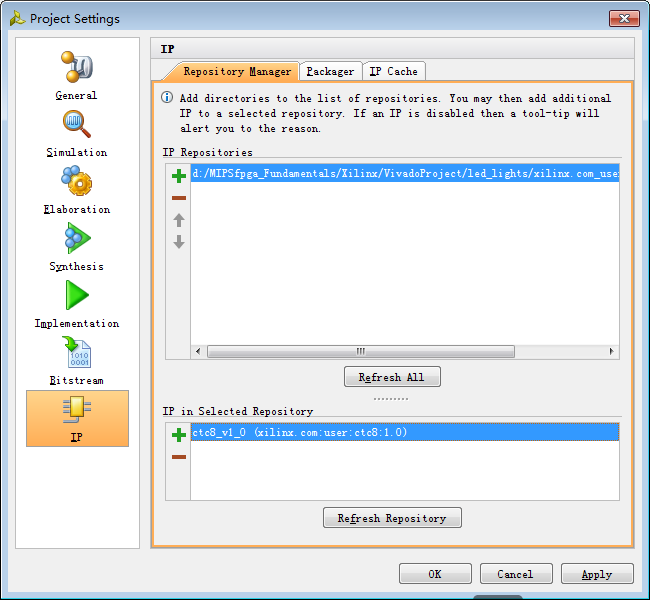 Project Settings
General
Simulation
Elaboration
Synthesis
Implementation
Bitstream
IP
IP
Repository Manager
Packager
IP Cache
Add directories to the list of repositories. You may then add additional
IP to a selected repository. If an IP is disabled then a tool-tip will
alert you to the reason.
IP Repositories
d:/MIPSfpga_Fundamentals/Xilinx/VivadoProject/led_lights/xilinx.com_use
Refresh All
IP in Selected Repository
ctc8_v1_0 (xilinx.com:user:ctc8:1.0)
Refresh Repository
OK
Cancel
Apply